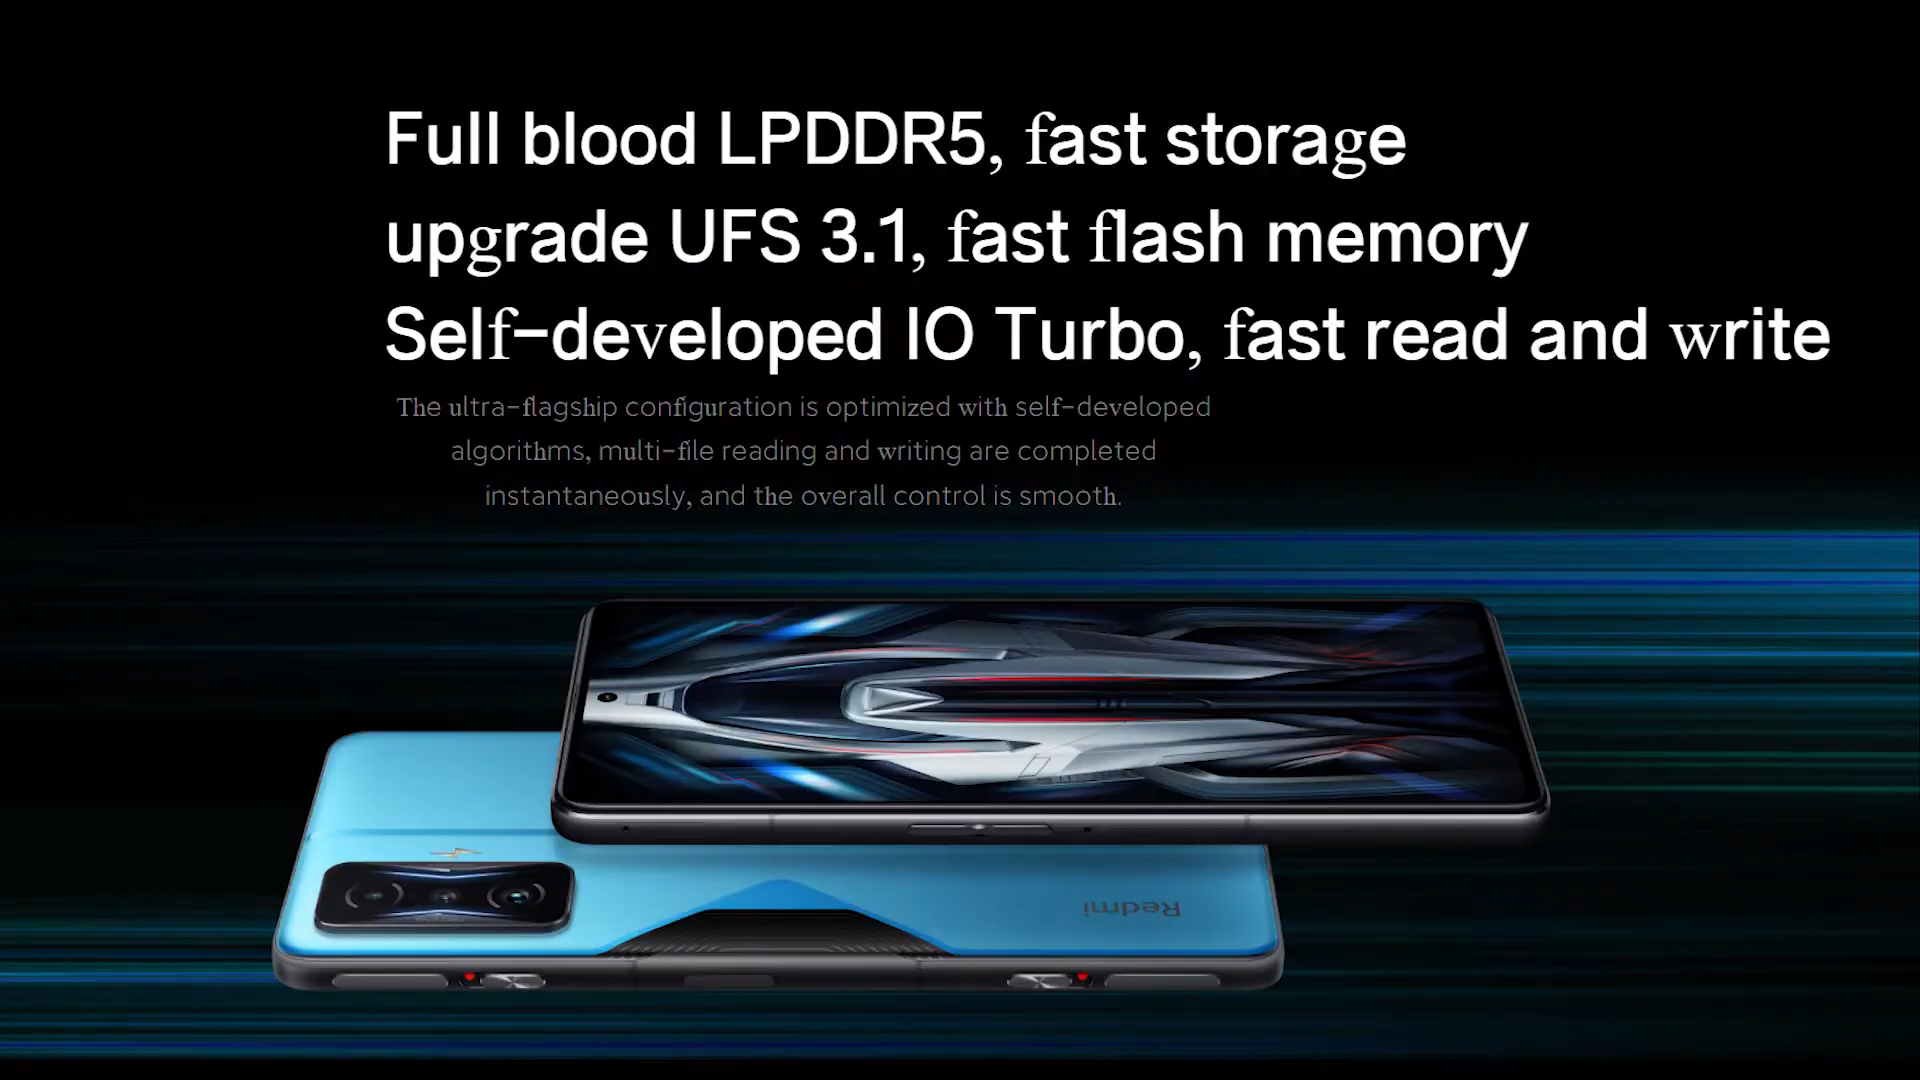 Full blood LPDDR5, fast storage
upgrade UFS 3.1, fast flash memory
Self-developed IO Turbo, fast read and write
The ultra-flagship configuration is optimized with self-developed
algorithms, multi-file reading and writing are completed
instantaneously, and the overall control is smooth.
Redmi